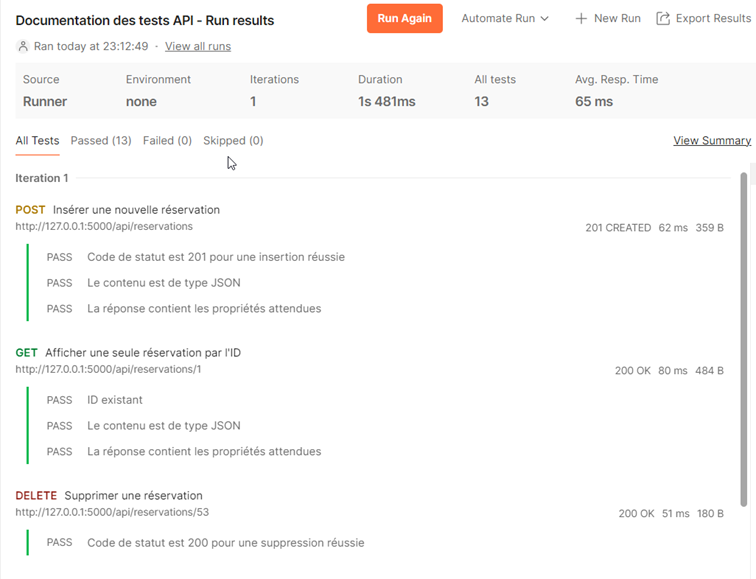 Documentation des tests API - Run results
Run Again
Automate Run
New Run
Export Results
Ran today at 23:12:49 · View all runs
Source Environment Iterations Duration All tests Avg. Resp. Time
Runner none 1 1s 481ms 13 65 ms
All Tests Passed (13) Failed (0) Skipped (0) View Summary
Iteration 1
POST Insérer une nouvelle réservation
http://127.0.0.1:5000/api/reservations 201 CREATED 62 ms 359 B
PASS Code de statut est 201 pour une insertion réussie
PASS Le contenu est de type JSON
PASS La réponse contient les propriétés attendues
GET Afficher une seule réservation par l'ID
http://127.0.0.1:5000/api/reservations/1 200 OK 80 ms 484 B
PASS ID existant
PASS Le contenu est de type JSON
PASS La réponse contient les propriétés attendues
DELETE Supprimer une réservation
http://127.0.0.1:5000/api/reservations/53 200 OK 51 ms 180 B
PASS Code de statut est 200 pour une suppression réussie